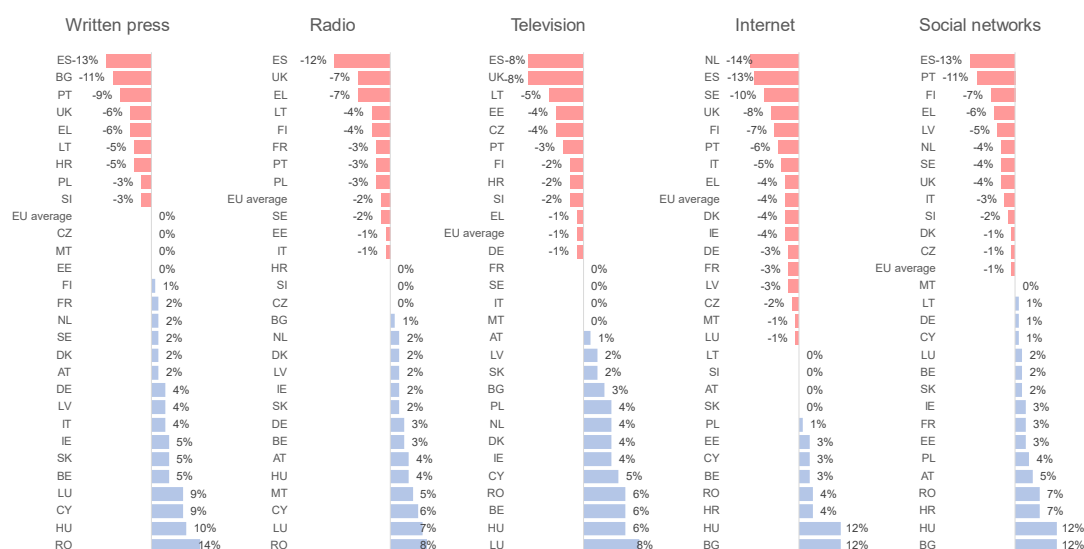 Written press Radio Television Internet Social networks
ES -13% ES -12% ES -8% NL -14% ES -13%
BG -11% UK -7% UK -8% ES -13% PT -11%
PT -9% EL -7% LT -5% SE -10% FI -7%
UK -6% LT -4% EE -4% UK -8% EL -6%
EL -6% FI -4% CZ -4% FI -7% LV -5%
LT -5% FR -3% PT -3% PT -6% NL -4%
HR -5% PT -3% FI -2% IT -5% SE -4%
PL -3% PL -3% HR -2% EL -4% UK -4%
SI -3% EU average -2% SI -2% EU average -4% IT -3%
EU average 0% SE -2% EL -1% DK -4% SI -2%
CZ 0% EE -1% EU average -1% IE -4% DK -1%
MT 0% IT -1% DE -1% DE -3% CZ -1%
EE 0% HR 0% FR 0% FR -3% EU average -1%
FI 1% SI 0% SE 0% LV -3% MT 0%
FR 2% CZ 0% IT 0% CZ -2% LT 1%
NL 2% BG 1% MT 0% MT -1% DE 1%
SE 2% NL 2% AT 1% LU -1% CY 1%
DK 2% DK 2% LV 2% LT 0% LU 2%
AT 2% LV 2% SK 2% SI 0% BE 2%
DE 4% IE 2% BG 3% AT 0% SK 2%
LV 4% SK 2% PL 4% SK 0% IE 3%
IT 4% DE 3% NL 4% PL 1% FR 3%
IE 5% BE 3% DK 4% EE 3% EE 3%
SK 5% AT 4% IE 4% CY 3% PL 4%
BE 5% HU 4% CY 5% BE 3% AT 5%
LU 9% MT 5% RO 6% RO 4% RO 7%
CY 9% CY 6% BE 6% HR 4% HR 7%
HU 10% LU 7% HU 6% HU 12% HU 12%
RO 14% RO 8% LU 8% BG 12% BG 12%